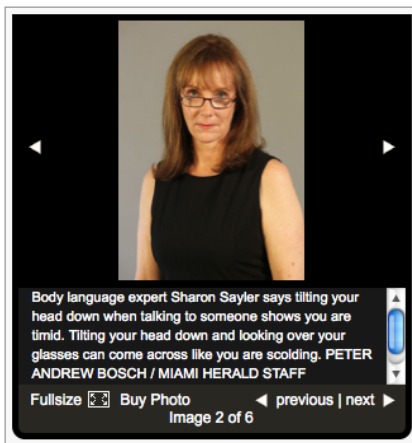 Body language expert Sharon Sayler says tilting your
head down when talking to someone shows you are
timid. Tilting your head down and looking over your
glasses can come across like you are scolding. PETER
ANDREW BOSCH / MIAMI HERALD STAFF
Fullsize Buy Photo previous | next
Image 2 of 6